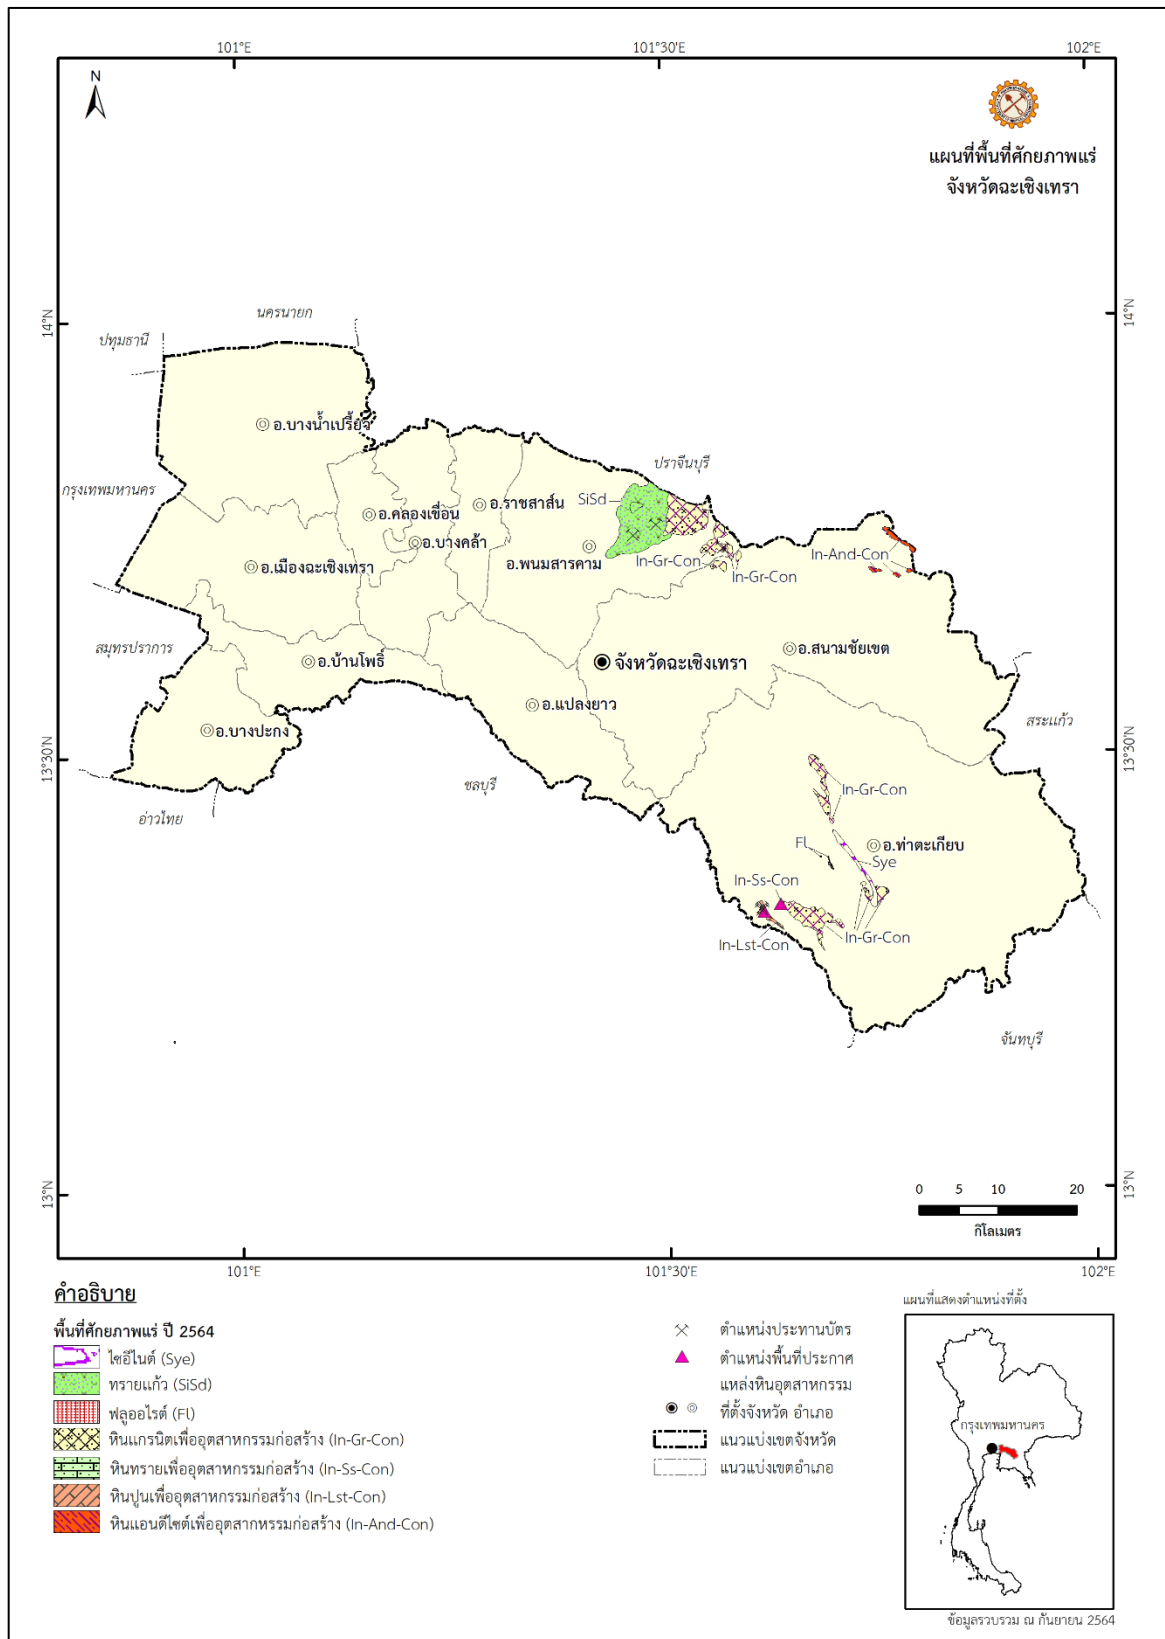 101°E
101°30'E
102°E
N
แผนที่พื้นที่ศักยภาพแร่
จังหวัดฉะเชิงเทรา
14°N
14°N
นครนายก
ปทุมธานี
อ.บางน้ำเปรี้ยว
ปราจีนบุรี
กรุงเทพมหานคร
SiSd
อ.ราชสาส์น
อ.คลองเขื่อน
อ.บางคล้า
อ.พนมสารคาม
In-Gr-Con
In-Gr-Con
In-And-Con
อ.เมืองฉะเชิงเทรา
สมุทรปราการ
อ.บ้านโพธิ์
จังหวัดฉะเชิงเทรา
อ.สนามชัยเขต
อ.แปลงยาว
สระแก้ว
อ.บางปะกง
13°30'N
13°30'N
ชลบุรี
In-Gr-Con
อ่าวไทย
Fl
อ.ท่าตะเกียบ
Sye
In-Ss-Con
In-Gr-Con
In-Lst-Con
จันทบุรี
13°N
13°N
0 5 10 20
กิโลเมตร
101°E
101°30'E
102°E
คำอธิบาย
พื้นที่ศักยภาพแร่ ปี 2564
ไซอีไนต์ (Sye)
ทรายแก้ว (SiSd)
ฟลูออไรต์ (Fl)
หินแกรนิตเพื่ออุตสาหกรรมก่อสร้าง (In-Gr-Con)
หินทรายเพื่ออุตสาหกรรมก่อสร้าง (In-Ss-Con)
หินปูนเพื่ออุตสาหกรรมก่อสร้าง (In-Lst-Con)
หินแอนดีไซต์เพื่ออุตสากหรรมก่อสร้าง (In-And-Con)
ตำแหน่งประทานบัตร
ตำแหน่งพื้นที่ประกาศ
แหล่งหินอุตสาหกรรม
ที่ตั้งจังหวัด อำเภอ
แนวแบ่งเขตจังหวัด
แนวแบ่งเขตอำเภอ
แผนที่แสดงตำแหน่งที่ตั้ง
กรุงเทพมหานคร
ข้อมูลรวบรวม ณ กันยายน 2564